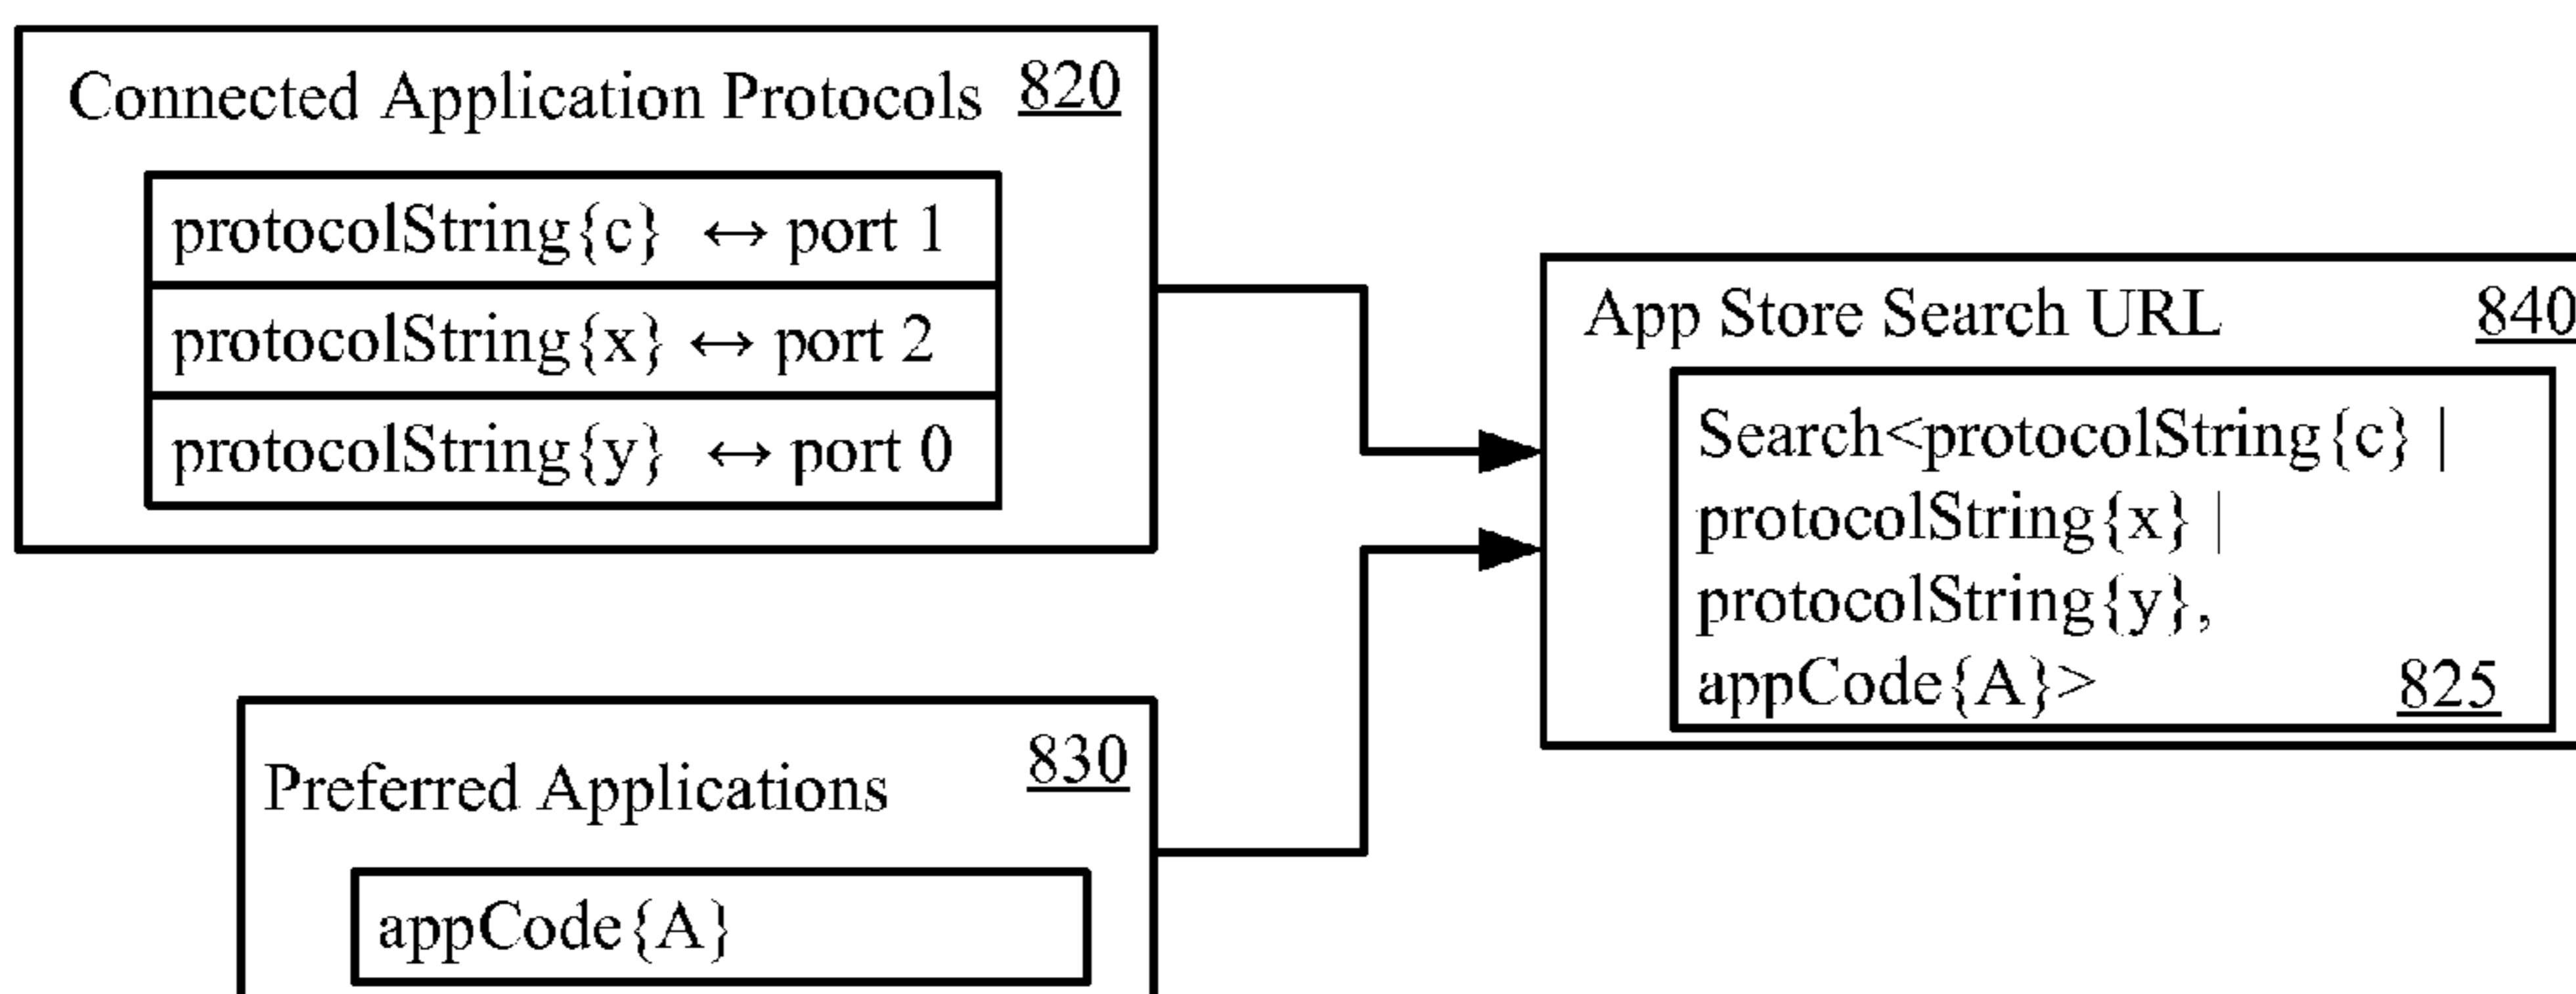 Connected Application Protocols 820
protocolString{c} ↔ port 1
protocolString{x} ↔ port 2
protocolString{y} ↔ port 0
Preferred Applications 830
appCode{A}
App Store Search URL 840
Search<protocolString{c} |
protocolString{x} |
protocolString{y},
appCode{A}> 825